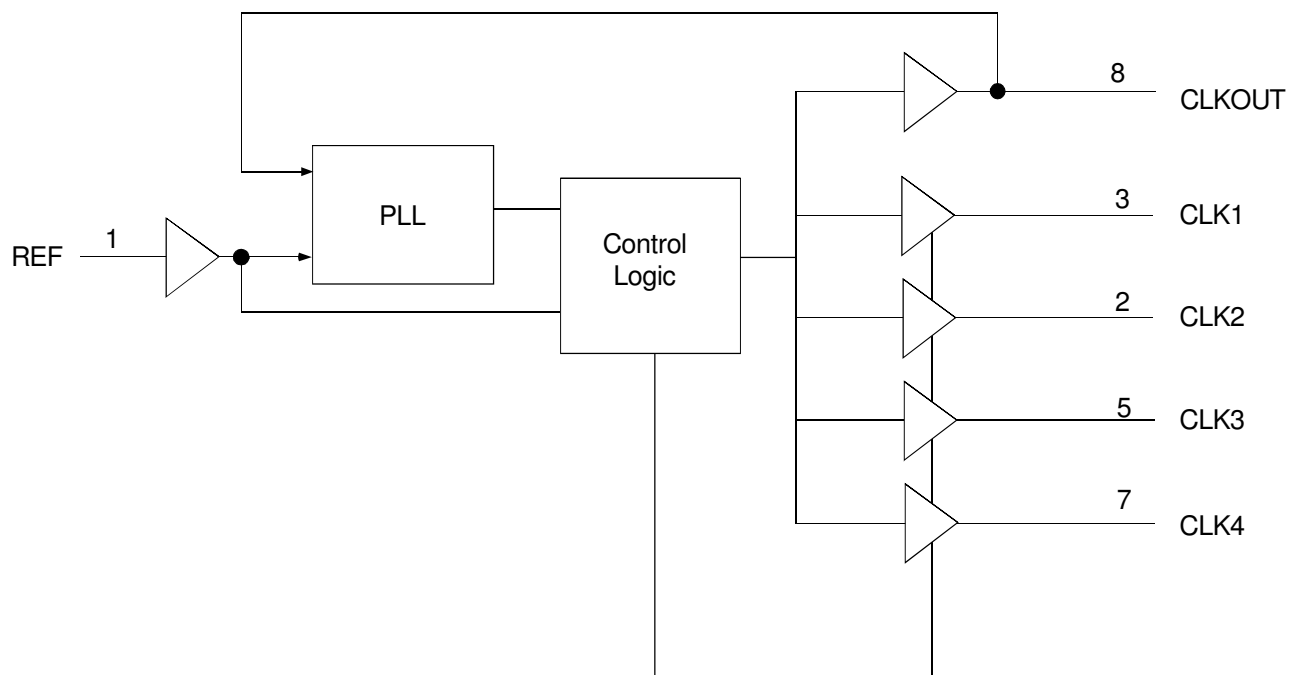 8
CLKOUT
PLL
3
CLK1
REF
1
Control
Logic
2
CLK2
5
CLK3
7
CLK4